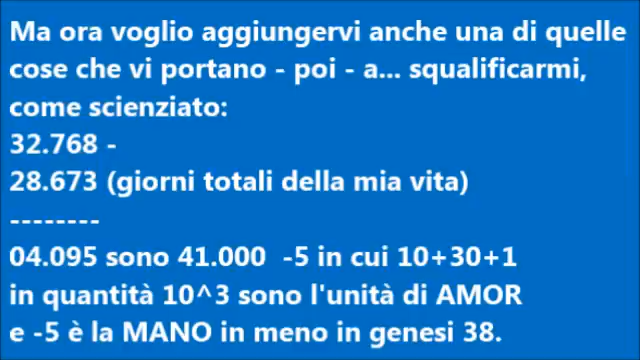 Ma ora voglio aggiungervi anche una di quelle
cose che vi portano - poi - a... squalificarmi,
come scienziato:
32.768 -
28.673 (giorni totali della mia vita)
--------
04.095 sono 41.000  -5 in cui 10+30+1
in quantità 10^3 sono l'unità di AMOR
e -5 è la MANO in meno in genesi 38.